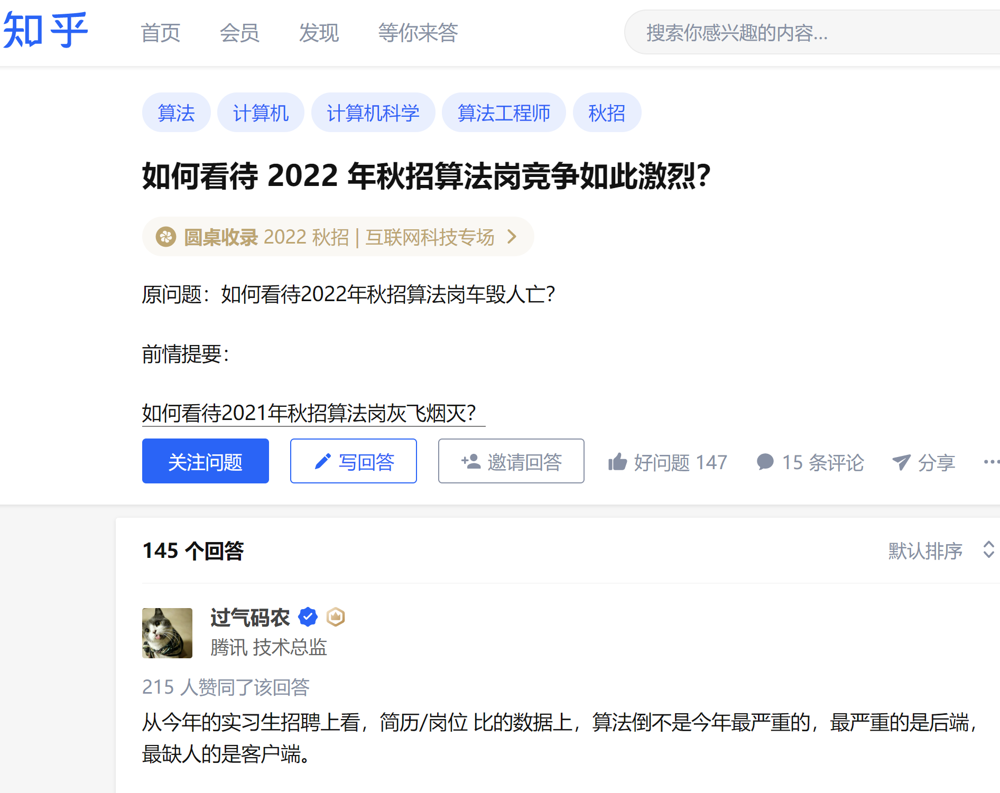 知乎 首页 会员 发现 等你来答 搜索你感兴趣的内容...
算法 计算机 计算机科学 算法工程师 秋招
如何看待 2022 年秋招算法岗竞争如此激烈？
圆桌收录 2022 秋招 | 互联网科技专场
原问题：如何看待2022年秋招算法岗车毁人亡？
前情提要：
如何看待2021年秋招算法岗灰飞烟灭？
关注问题 写回答 邀请回答 好问题 147 15 条评论 分享 ···
145 个回答 默认排序
过气码农
腾讯 技术总监
215 人赞同了该回答
从今年的实习生招聘上看，简历/岗位 比的数据上，算法倒不是今年最严重的，最严重的是后端，
最缺人的是客户端。